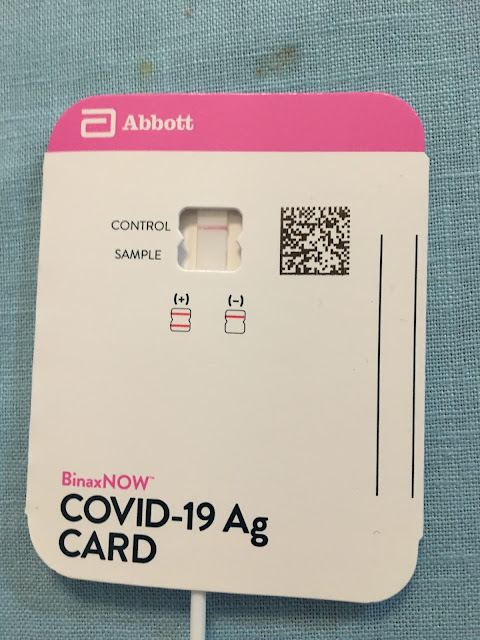 Abbott
CONTROL
SAMPLE
(+) (-)
BinaxNOW™
COVID-19 Ag
CARD